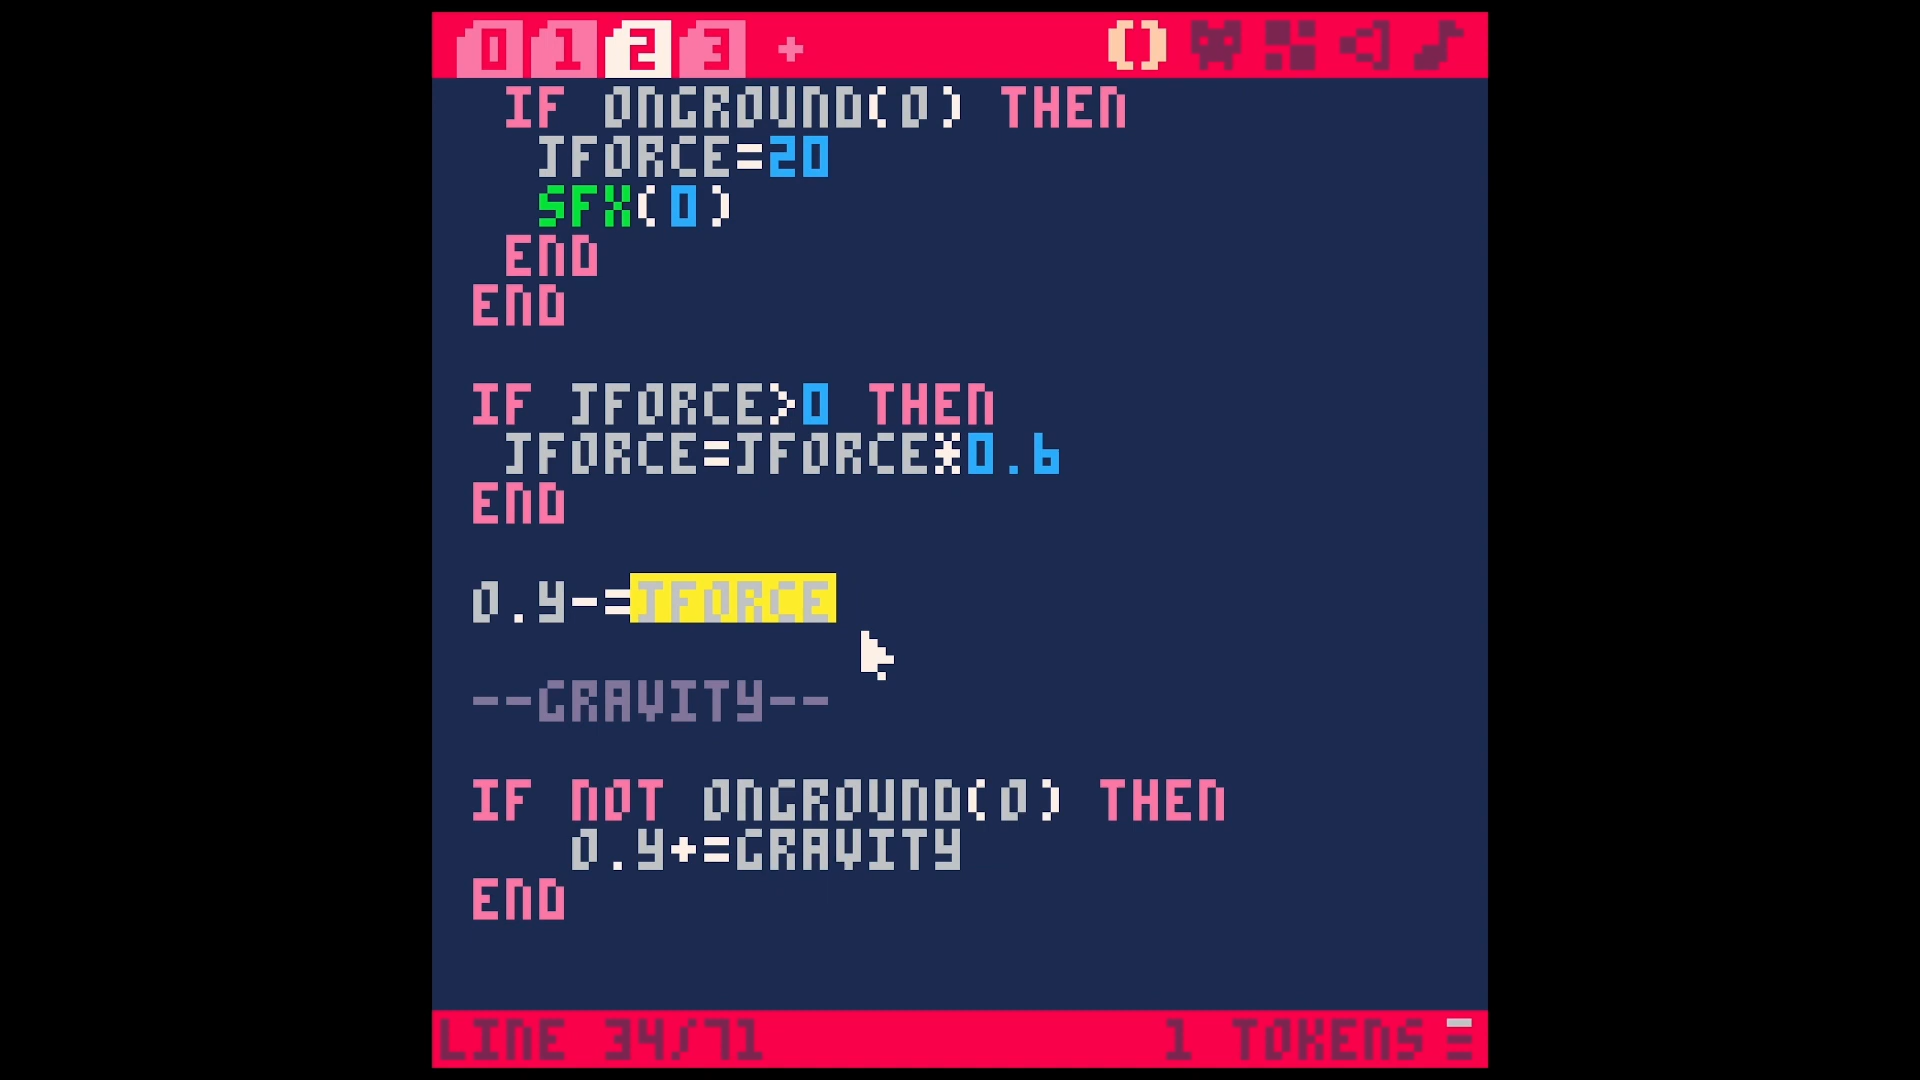 0 1 2 3 +
IF ONGROUND(O) THEN
JFORCE=20
SFX(0)
END
END
IF JFORCE>0 THEN
JFORCE=JFORCE*0.6
END
O.Y-=JFORCE
--GRAVITY--
IF NOT ONGROUND(O) THEN
O.Y+=GRAVITY
END
LINE 34/71 1 TOKENS